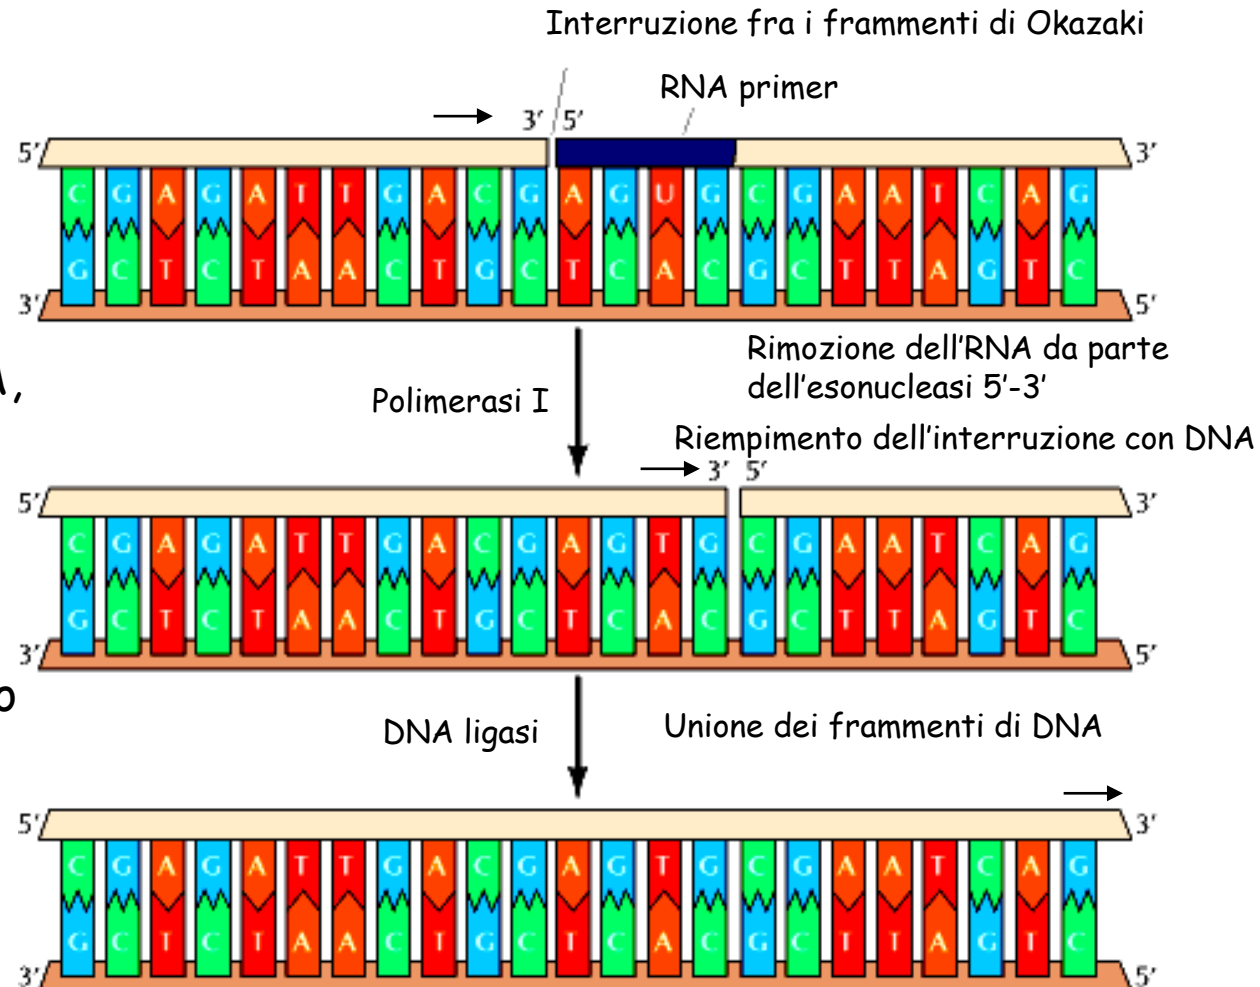 Interruzione fra i frammenti di Okazaki
RNA primer
3' 5'
5' 3'
C G A G A T T G A C G A G U G C G A A T C A G
G C T C T A A C T G C T C A C G C T T A G T C
3' 5'
Rimozione dell'RNA da parte
dell'esonucleasi 5'-3'
A,
Polimerasi I
Riempimento dell'interruzione con DNA
3' 5'
5' 3'
C G A G A T T G A C G A G T G C G A A T C A G
G C T C T A A C T G C T C A C G C T T A G T C
3' 5'
o
DNA ligasi
Unione dei frammenti di DNA
5' 3'
C G A G A T T G A C G A G T G C G A A T C A G
G C T C T A A C T G C T C A C G C T T A G T C
3' 5'